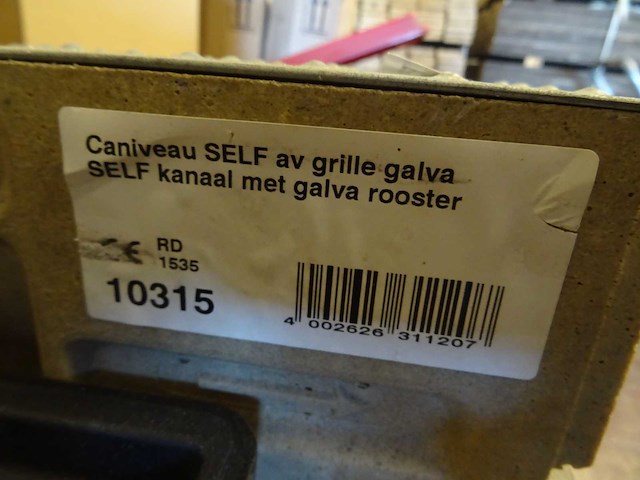 Caniveau SELF av grille galva
SELF kanaal met galva rooster
CE RD
1535
10315
4 002626 311207